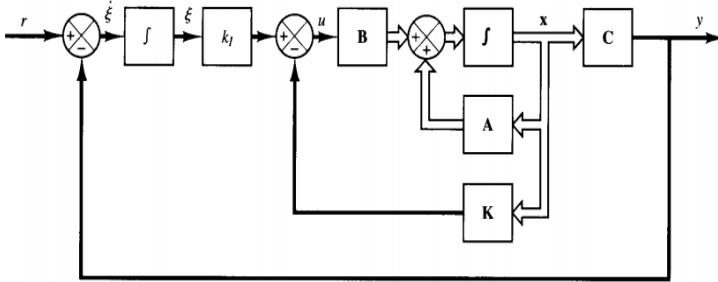 r + − ξ̇ ∫ ξ k_I + − u B + + ∫ x C y
A
K